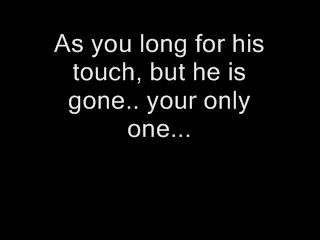 As you long for his
touch, but he is
gone.. your only
one...